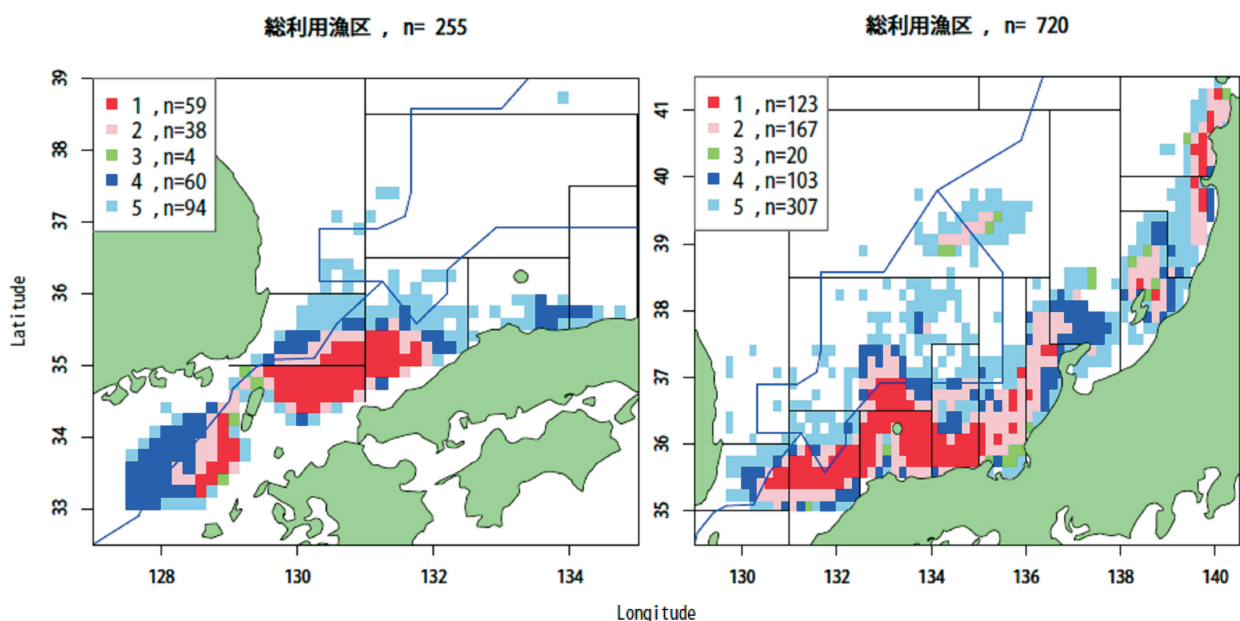 総利用漁区 , n= 255
1 , n=59
2 , n=38
3 , n=4
4 , n=60
5 , n=94
39
38
37
36
35
34
33
128
130
132
134
Latitude
総利用漁区 , n= 720
1 , n=123
2 , n=167
3 , n=20
4 , n=103
5 , n=307
41
40
39
38
37
36
35
130
132
134
136
138
140
Longitude